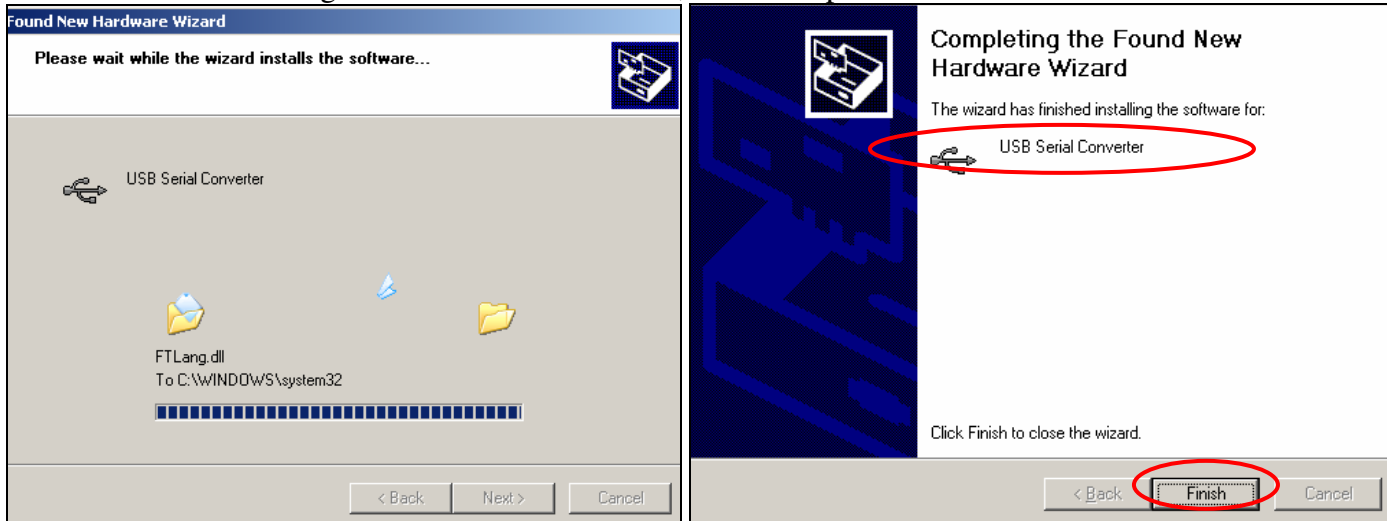 Found New Hardware Wizard
Please wait while the wizard installs the software...
USB Serial Converter
FTLang.dll
To C:\WINDOWS\system32
< Back
Next >
Cancel
Completing the Found New
Hardware Wizard
The wizard has finished installing the software for:
USB Serial Converter
Click Finish to close the wizard.
< Back
Finish
Cancel